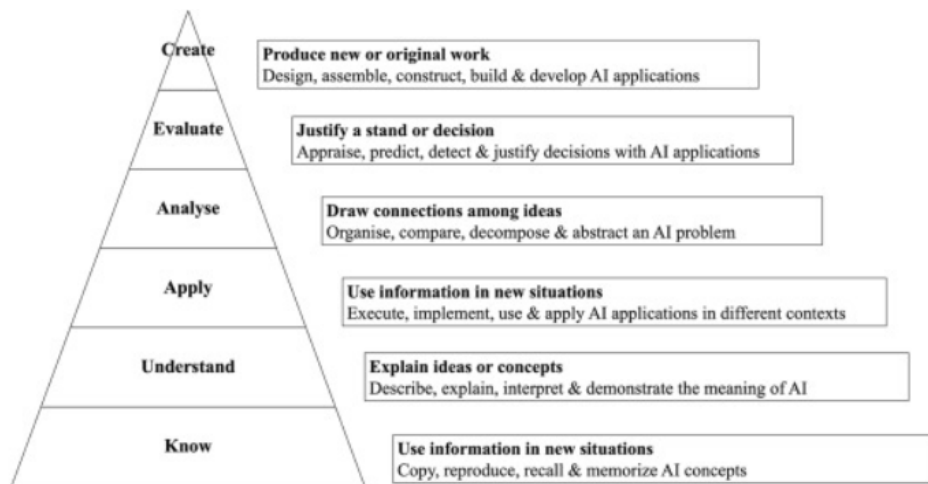 Create
Produce new or original work
Design, assemble, construct, build & develop AI applications
Evaluate
Justify a stand or decision
Appraise, predict, detect & justify decisions with AI applications
Analyse
Draw connections among ideas
Organise, compare, decompose & abstract an AI problem
Apply
Use information in new situations
Execute, implement, use & apply AI applications in different contexts
Understand
Explain ideas or concepts
Describe, explain, interpret & demonstrate the meaning of AI
Know
Use information in new situations
Copy, reproduce, recall & memorize AI concepts